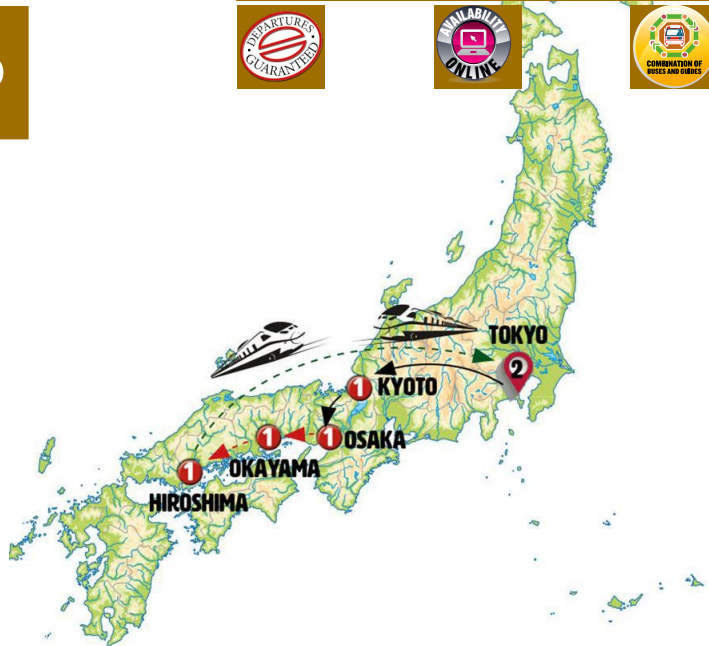 DEPARTURES
GUARANTEED
AVAILABILITY
ONLINE
COMBINATION OF
BUSES AND GUIDES
TOKYO
2
1 KYOTO
1 1 OSAKA
OKAYAMA
1
HIROSHIMA